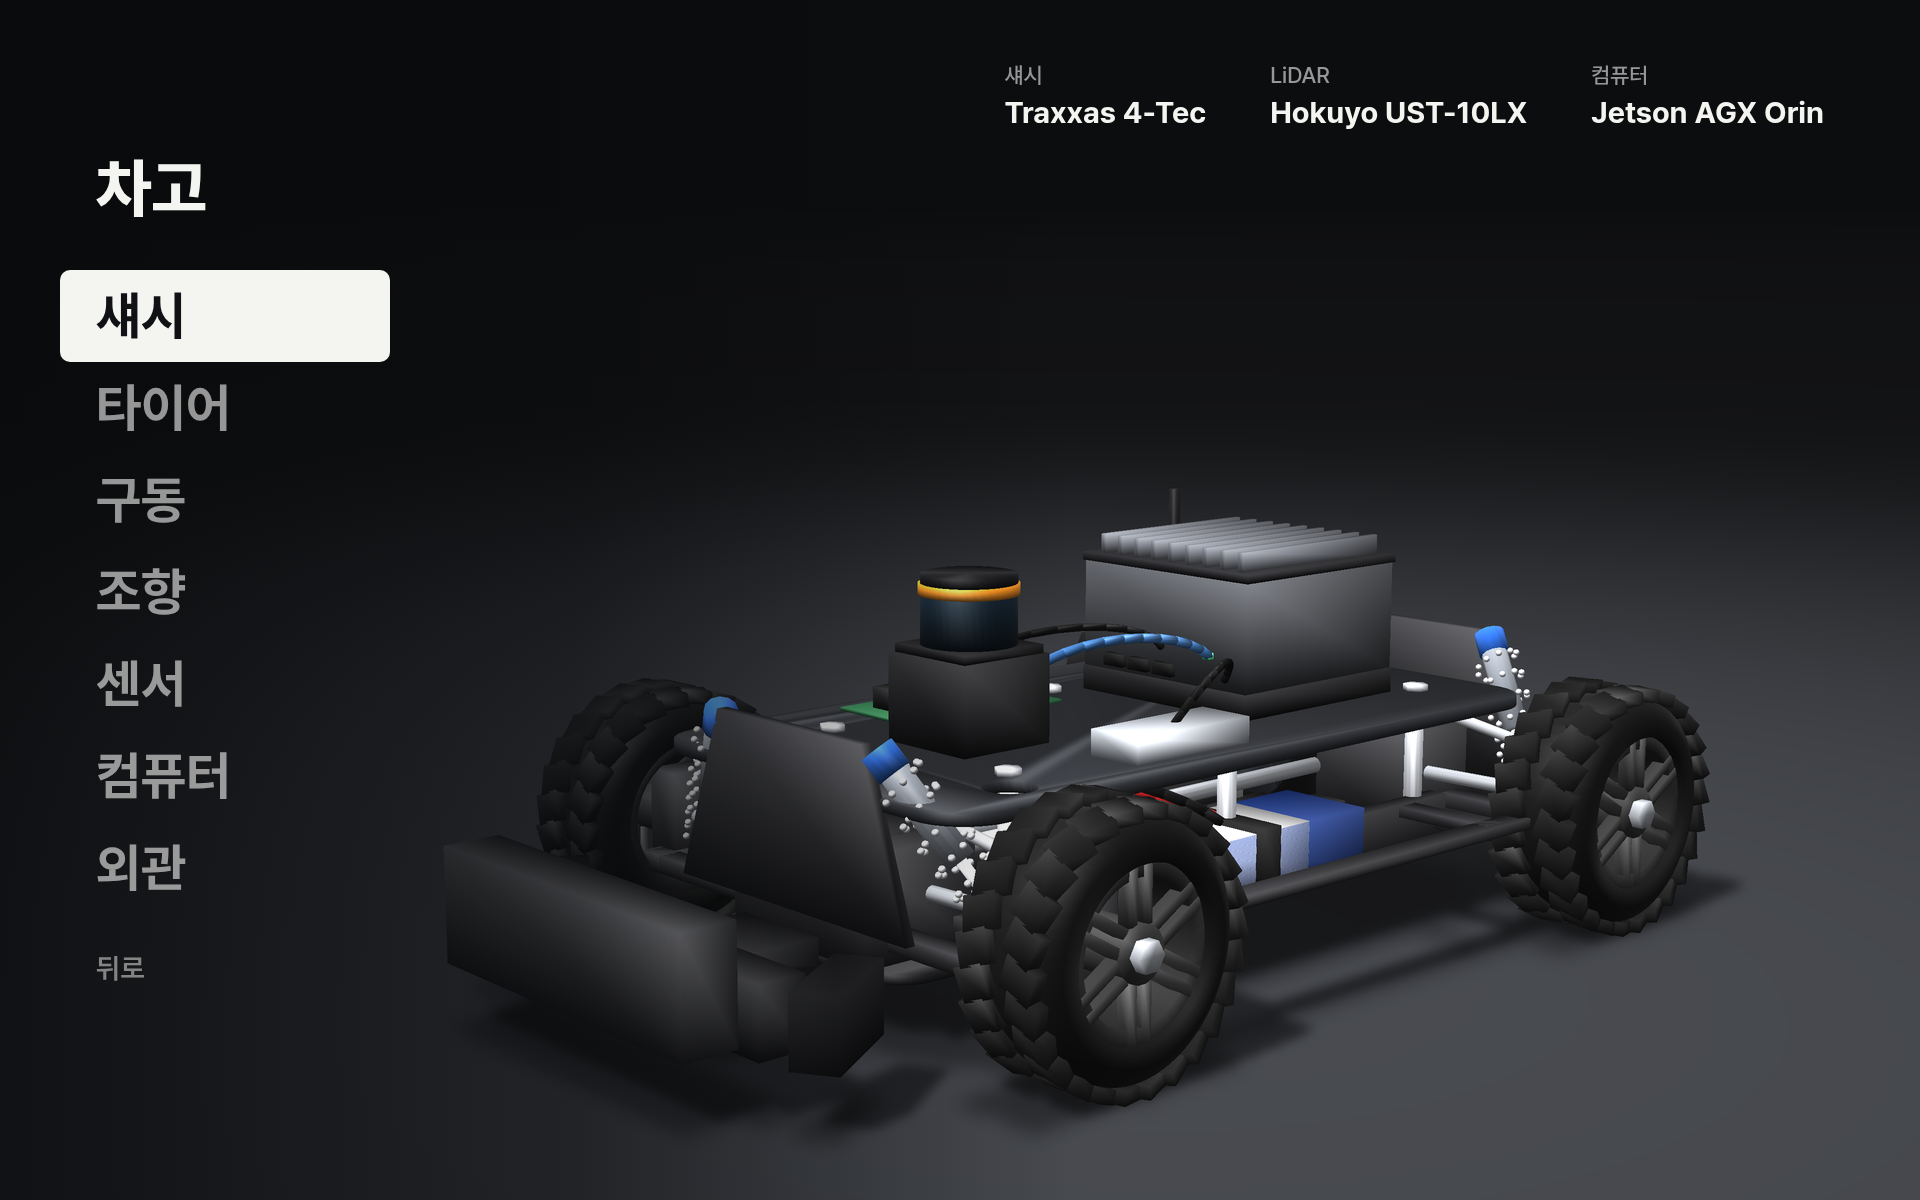 섀시
Traxxas 4-Tec
LiDAR
Hokuyo UST-10LX
컴퓨터
Jetson AGX Orin
차고
섀시
타이어
구동
조향
센서
컴퓨터
외관
뒤로